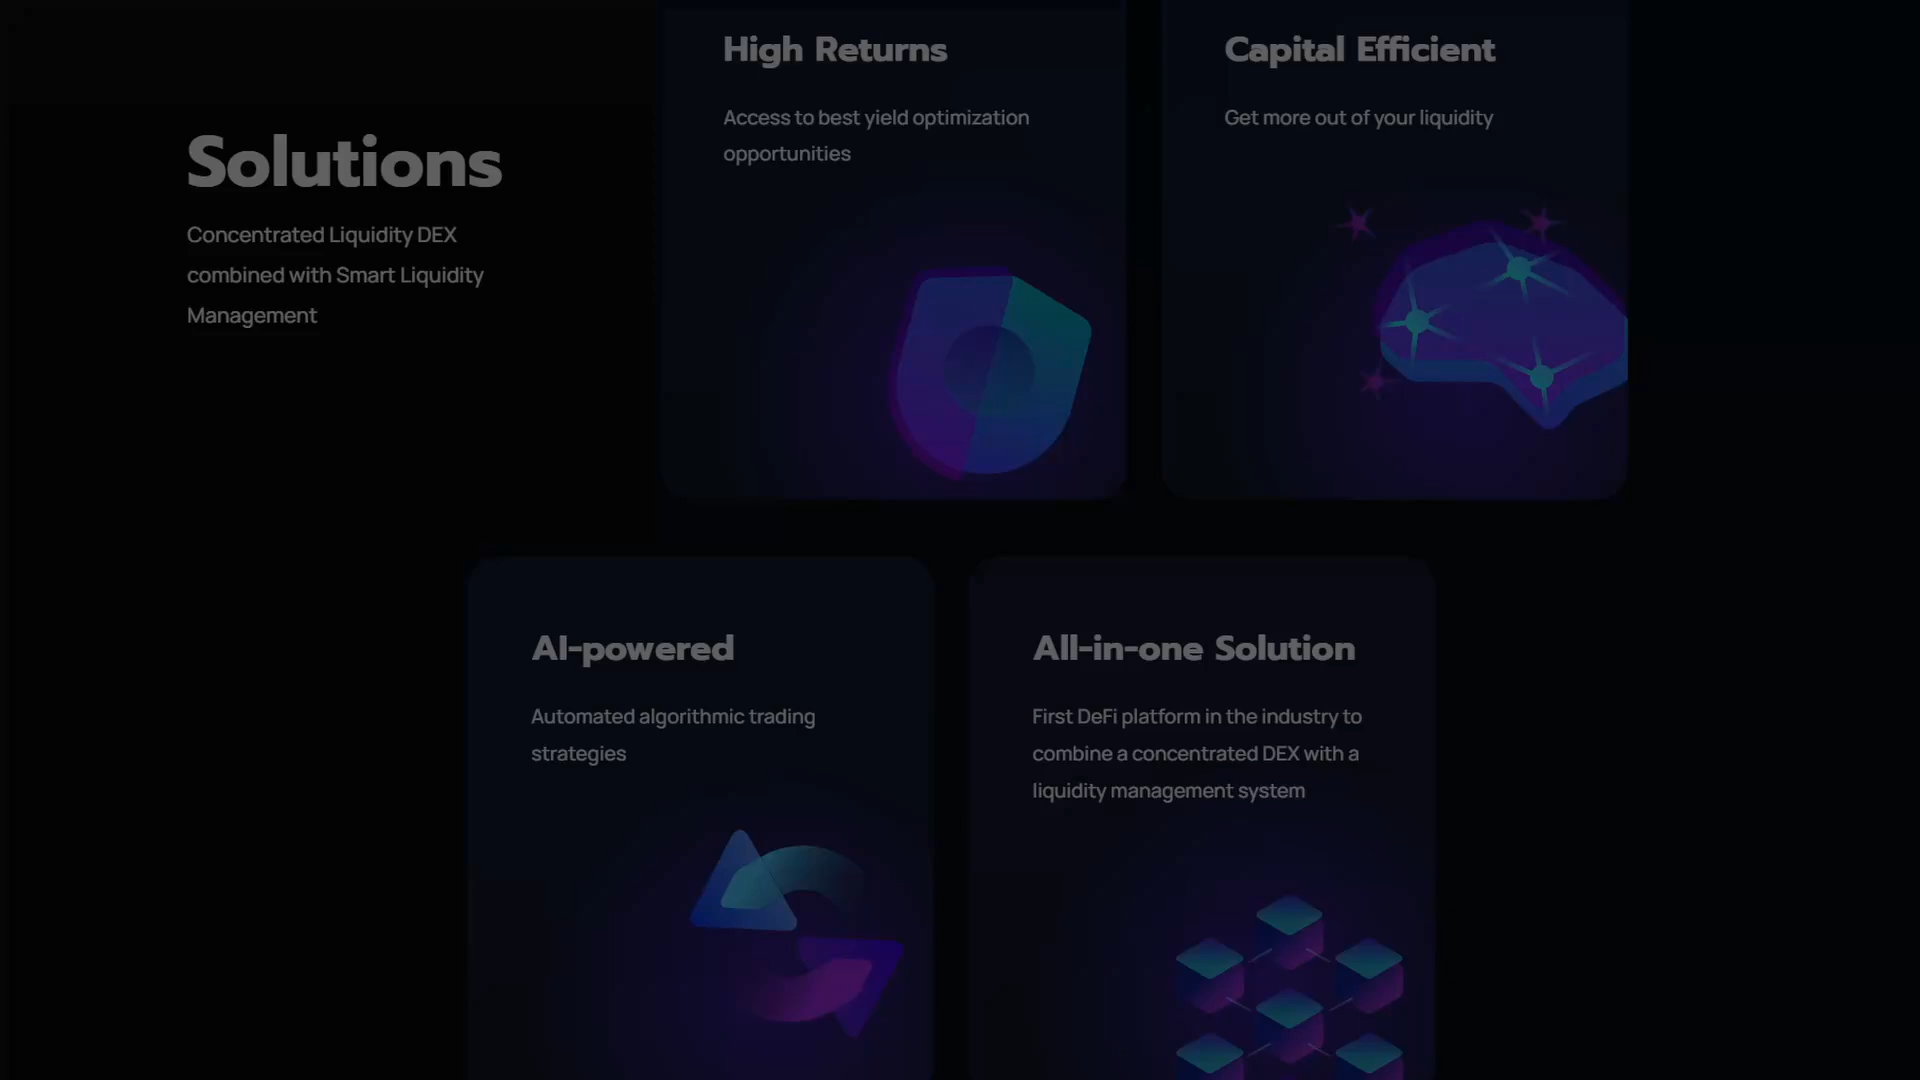 Solutions
Concentrated Liquidity DEX
combined with Smart Liquidity
Management
High Returns
Access to best yield optimization
opportunities
Capital Efficient
Get more out of your liquidity
AI-powered
Automated algorithmic trading
strategies
All-in-one Solution
First DeFi platform in the industry to
combine a concentrated DEX with a
liquidity management system